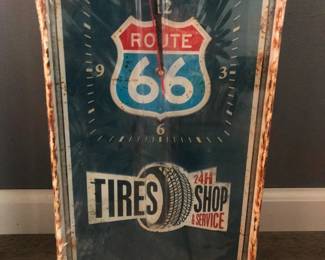 12
ROUTE
66
9 3
6
24H
TIRES SHOP
& SERVICE